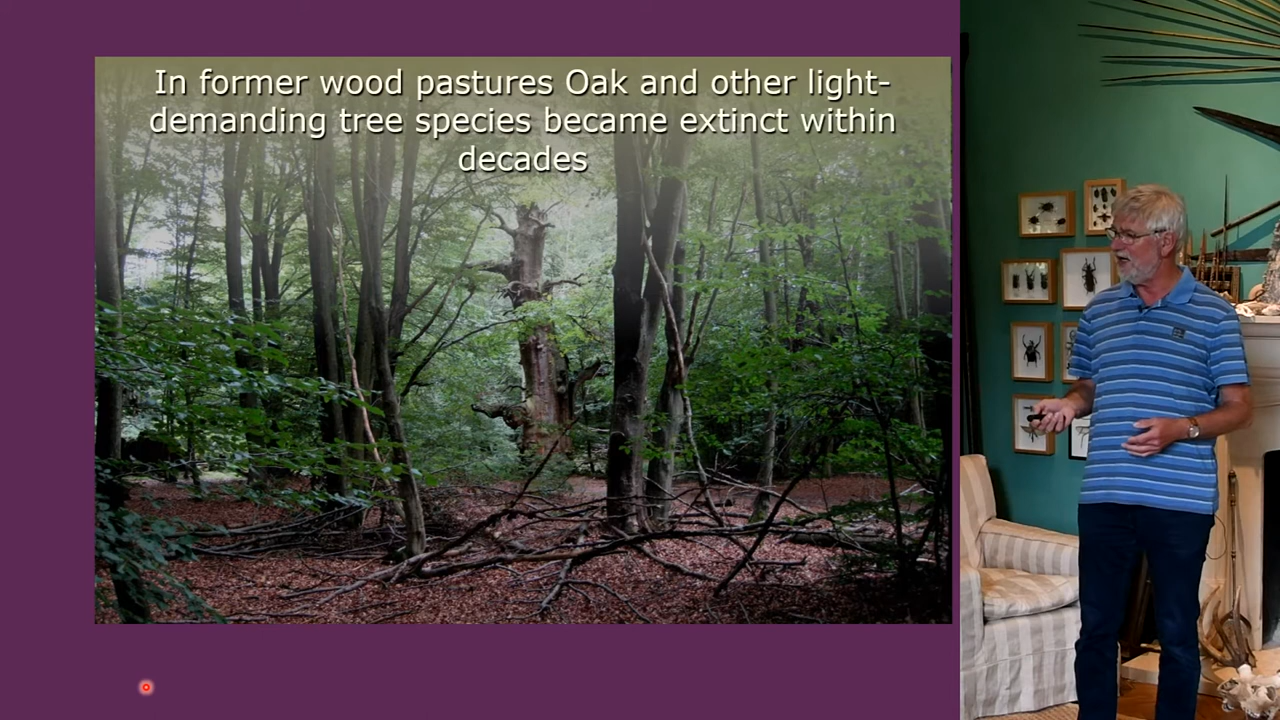 In former wood pastures Oak and other light-
demanding tree species became extinct within
decades